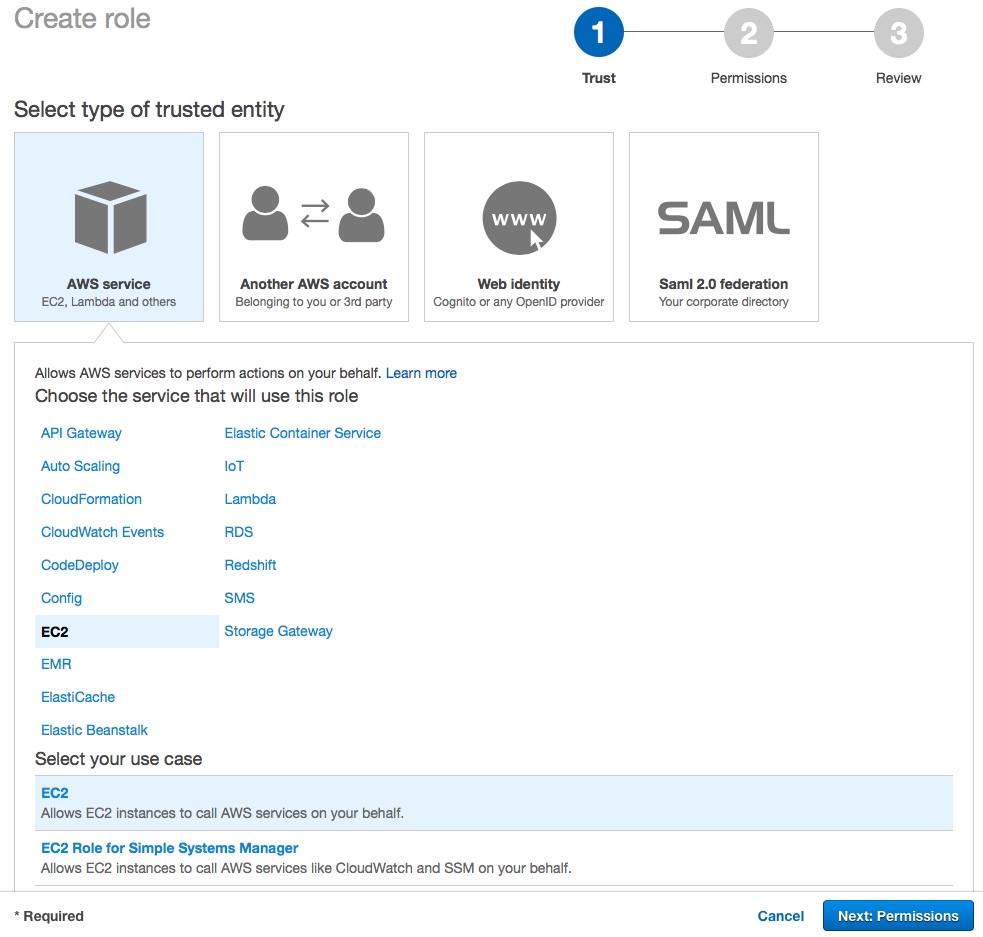 Create role
1
2
3
Trust
Permissions
Review
Select type of trusted entity
www
SAML
AWS service
EC2, Lambda and others
Another AWS account
Belonging to you or 3rd party
Web identity
Cognito or any OpenID provider
Saml 2.0 federation
Your corporate directory
Allows AWS services to perform actions on your behalf. Learn more
Choose the service that will use this role
API Gateway
Auto Scaling
CloudFormation
CloudWatch Events
CodeDeploy
Config
EC2
EMR
ElastiCache
Elastic Beanstalk
Elastic Container Service
IoT
Lambda
RDS
Redshift
SMS
Storage Gateway
Select your use case
EC2
Allows EC2 instances to call AWS services on your behalf.
EC2 Role for Simple Systems Manager
Allows EC2 instances to call AWS services like CloudWatch and SSM on your behalf.
* Required
Cancel
Next: Permissions